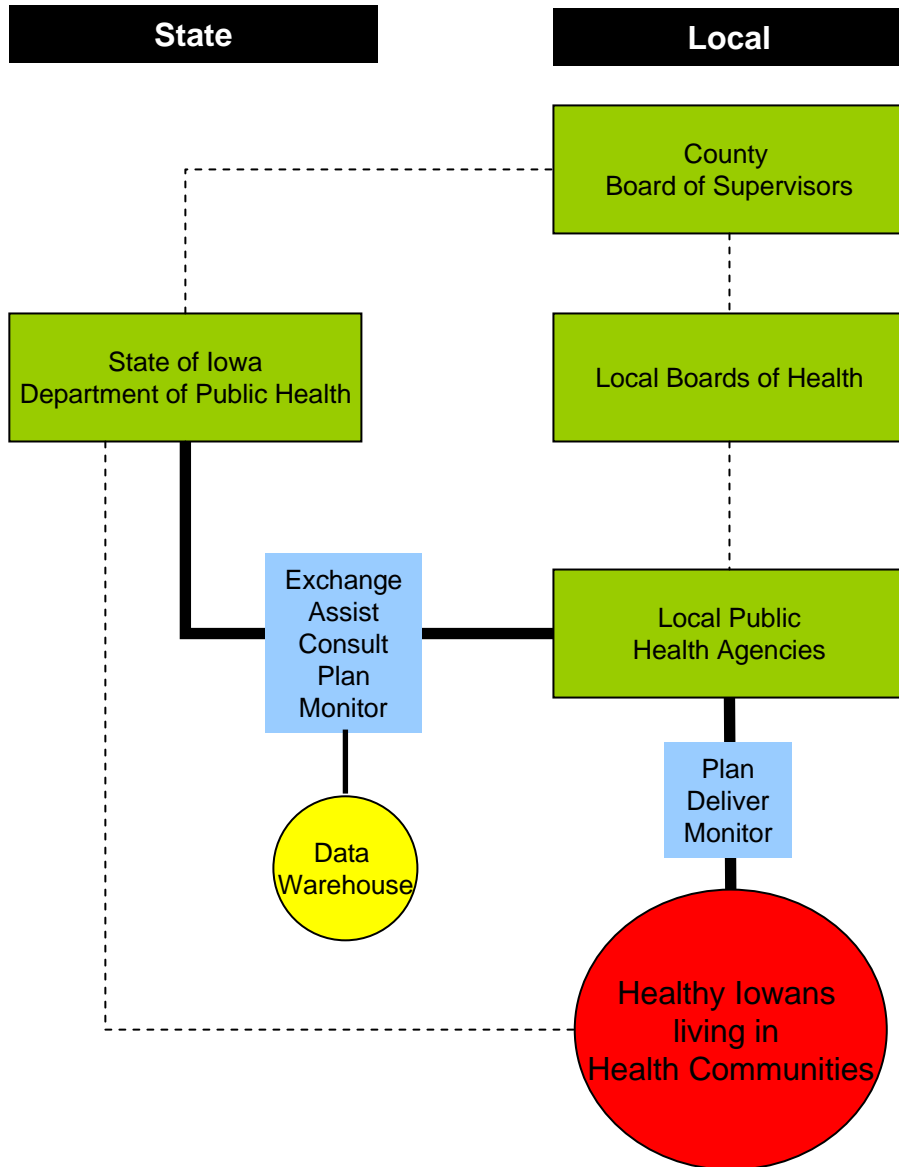 State
Local
County
Board of Supervisors
State of Iowa
Department of Public Health
Local Boards of Health
Exchange
Assist
Consult
Plan
Monitor
Local Public
Health Agencies
Plan
Deliver
Monitor
Data
Warehouse
Healthy Iowans
living in
Health Communities